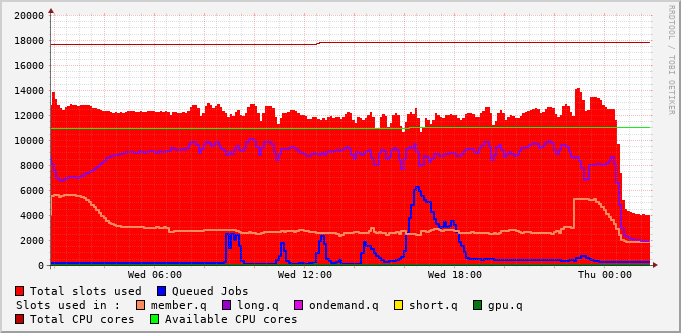 20000
18000
16000
14000
12000
10000
8000
6000
4000
2000
0
Wed 06:00 Wed 12:00 Wed 18:00 Thu 00:00
RRDTOOL / TOBI OETIKER
Total slots used Queued Jobs
Slots used in : member.q long.q ondemand.q short.q gpu.q
Total CPU cores Available CPU cores